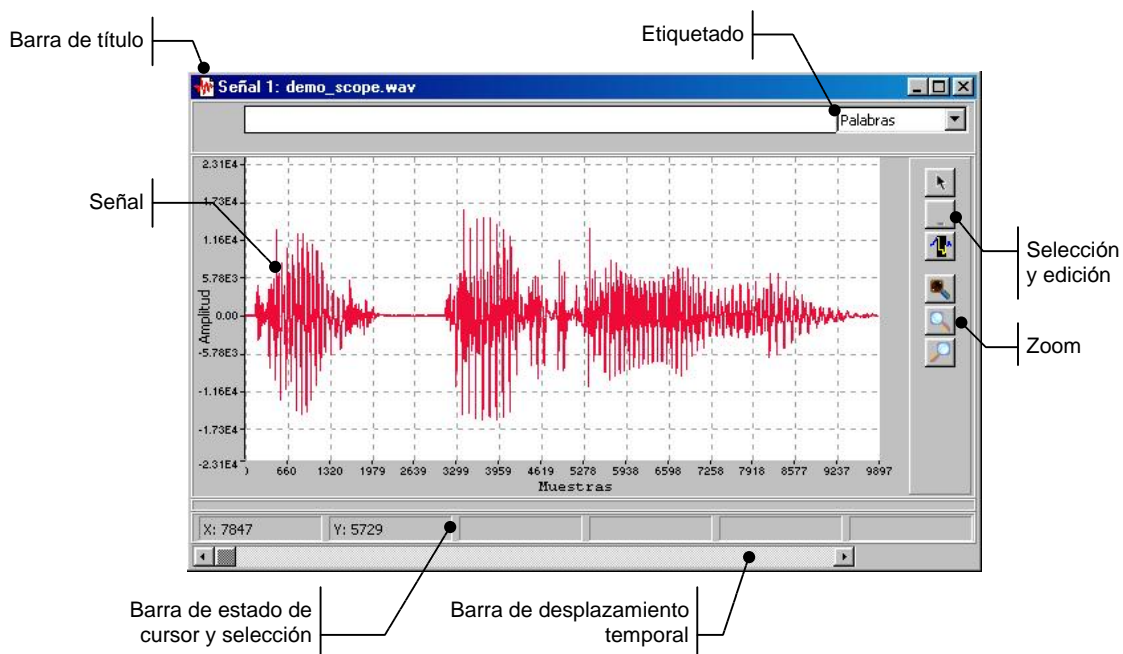 Barra de título
Etiquetado
Señal 1: demo_scope.wav
Palabras
Señal
Selección
y edición
Zoom
2.31E4
1.73E4
1.16E4
5.78E3
0.00
-5.78E3
-1.16E4
-1.73E4
-2.31E4
Amplitud
660 1320 1979 2639 3299 3959 4619 5278 5938 6598 7258 7918 8577 9237 9897
Muestras
X: 7847 Y: 5729
Barra de estado de
cursor y selección
Barra de desplazamiento
temporal